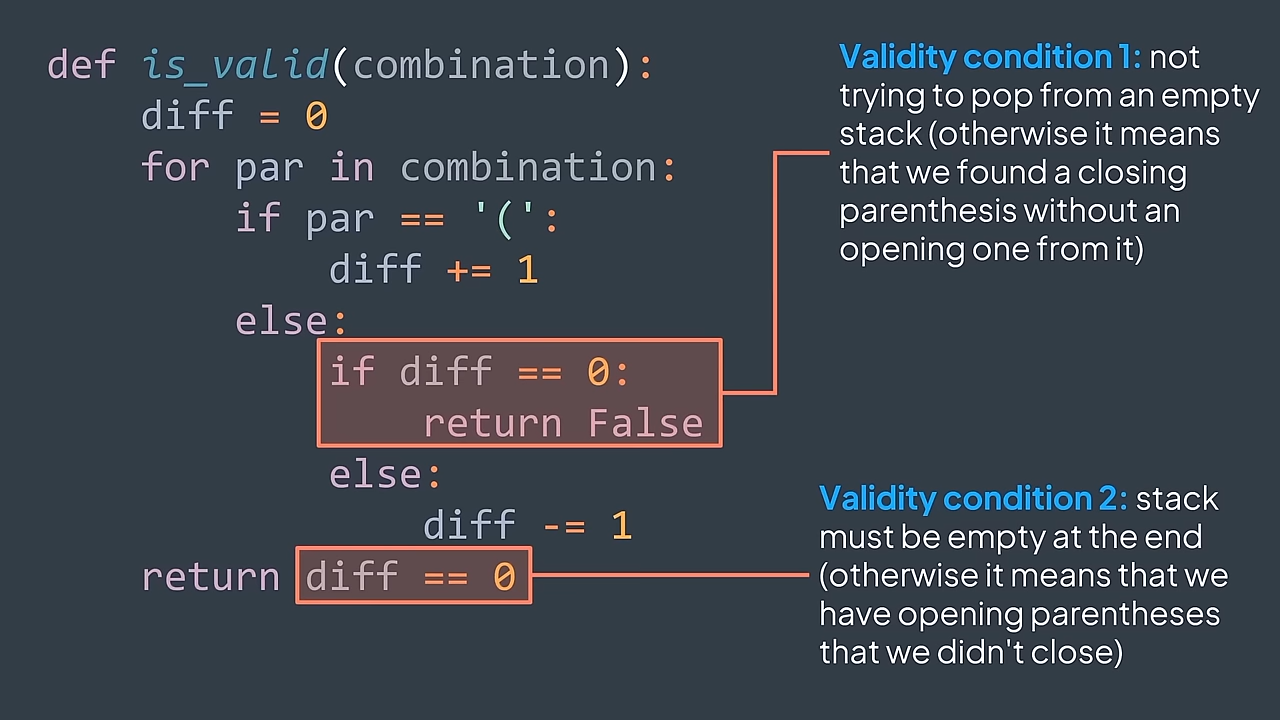 def is_valid(combination):
    diff = 0
    for par in combination:
        if par == '(':
            diff += 1
        else:
            if diff == 0:
                return False
            else:
                diff -= 1
    return diff == 0
Validity condition 1: not
trying to pop from an empty
stack (otherwise it means
that we found a closing
parenthesis without an
opening one from it)
Validity condition 2: stack
must be empty at the end
(otherwise it means that we
have opening parentheses
that we didn't close)